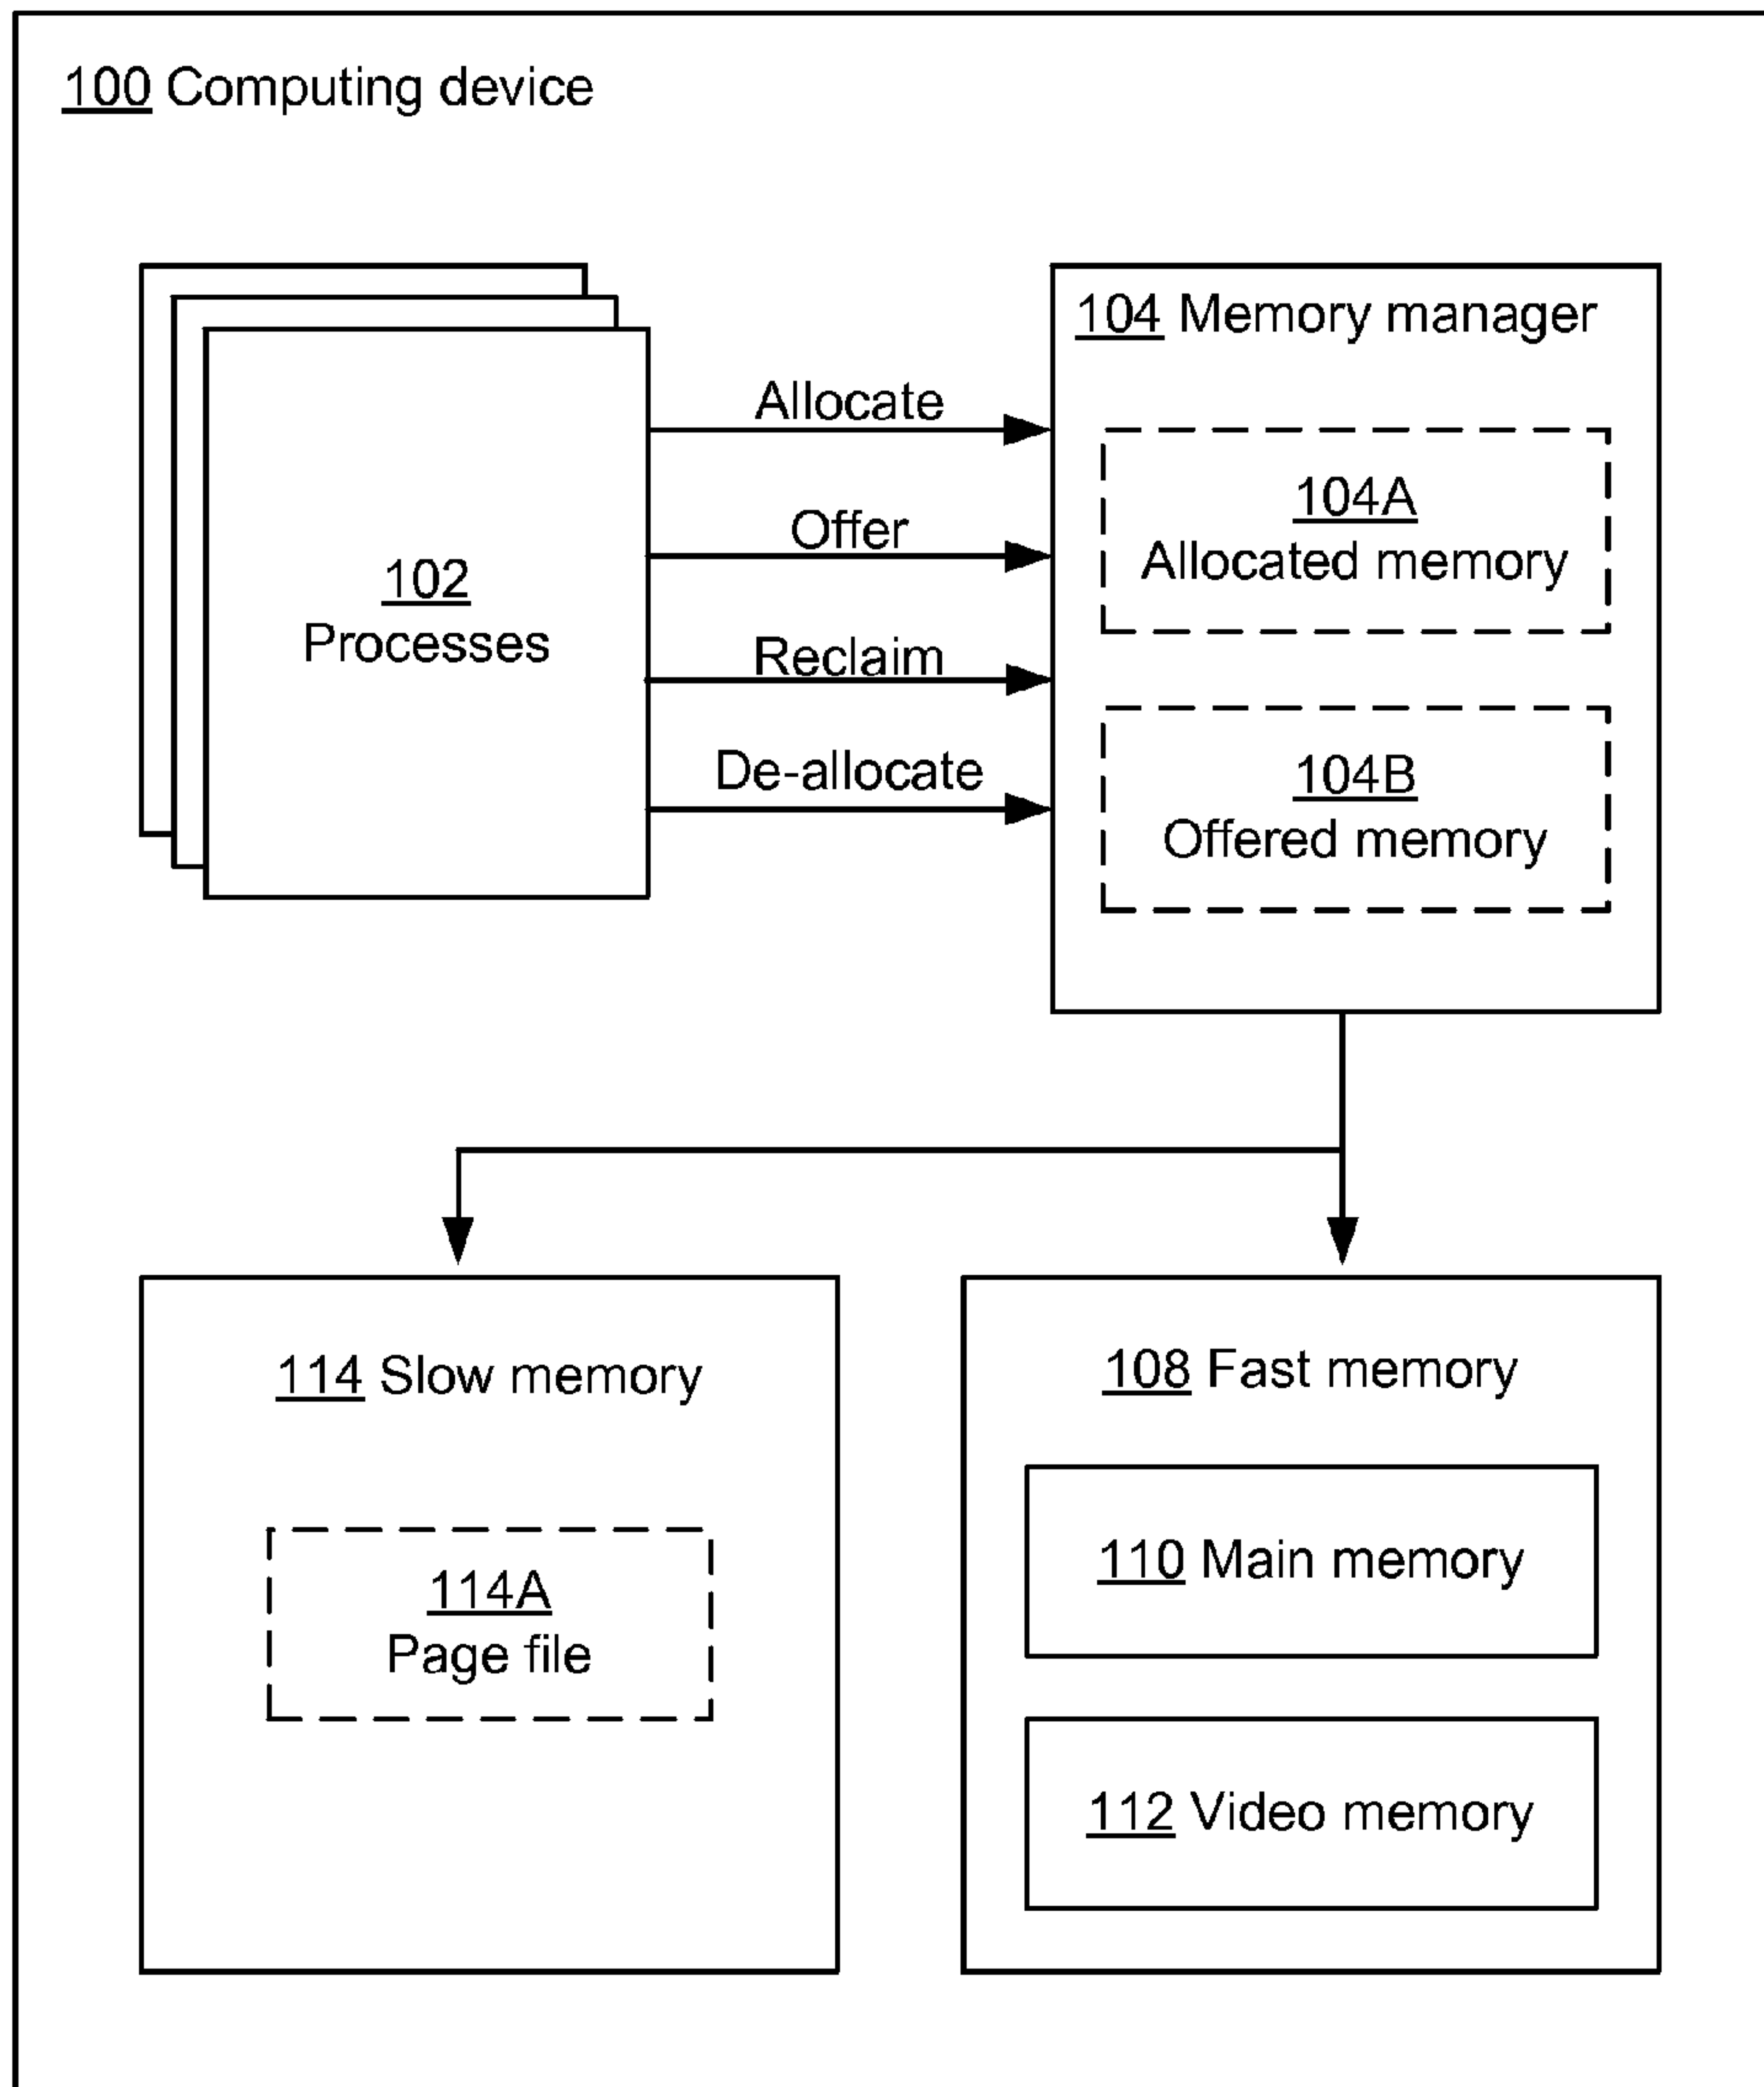 100 Computing device
104 Memory manager
Allocate
Offer
Reclaim
De-allocate
102
Processes
104A
Allocated memory
104B
Offered memory
114 Slow memory
114A
Page file
108 Fast memory
110 Main memory
112 Video memory